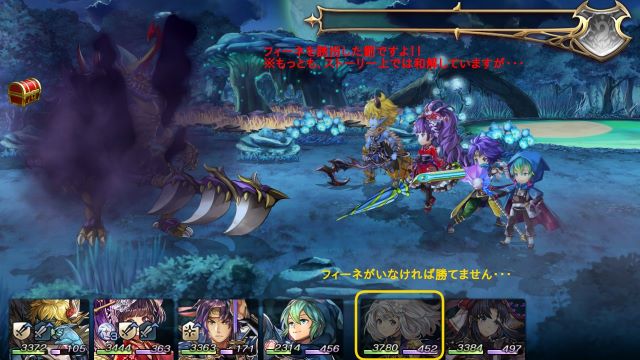 フィーネを誘拐した罰ですよ!!
※もっとも、ストーリー上では和解していますが・・・
フィーネがいなければ勝てません・・・
3372 105
3444 363
3363 171
2314 456
3780 452
3384 497